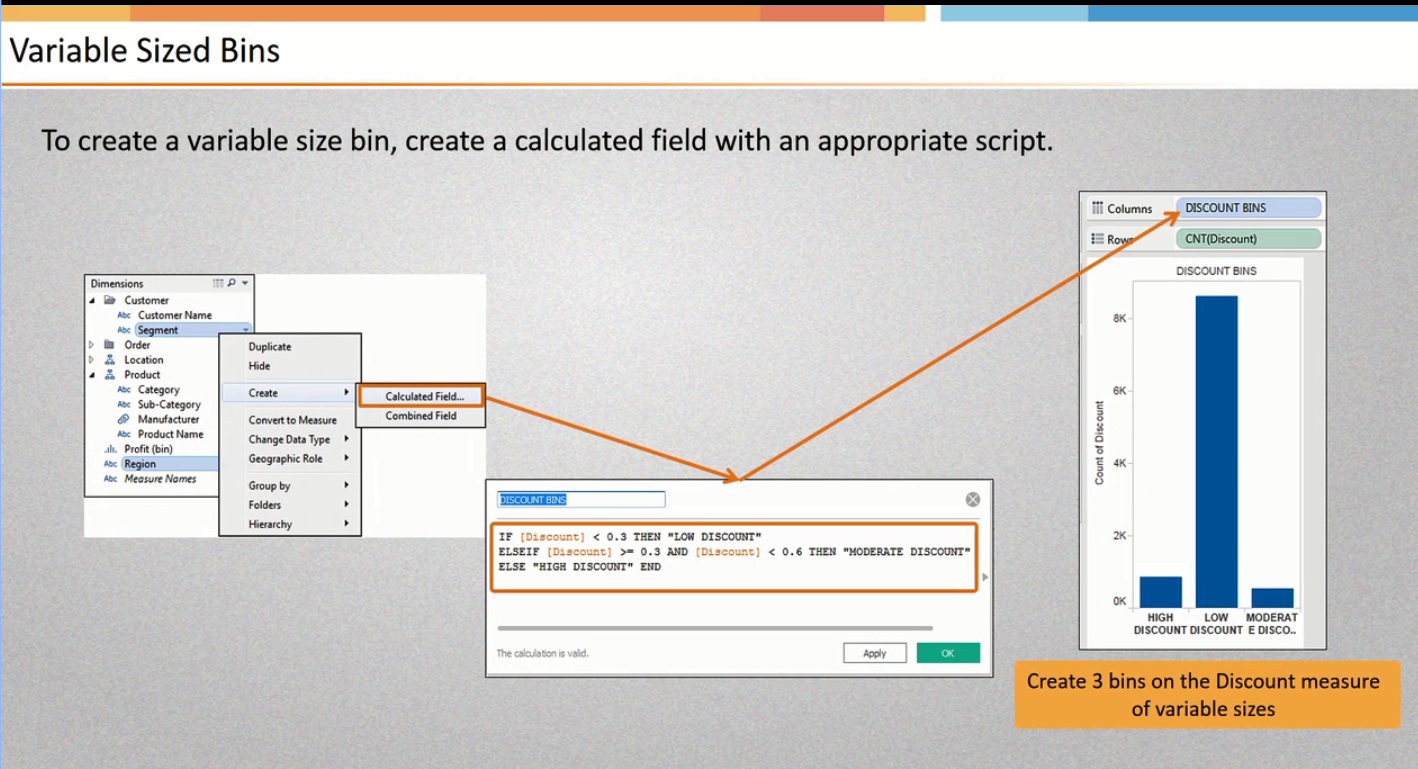 Variable Sized Bins
To create a variable size bin, create a calculated field with an appropriate script.
Dimensions
Customer
Abc Customer Name
Abc Segment
Order
Location
Product
Abc Category
Abc Sub-Category
Manufacturer
Abc Product Name
Profit (bin)
Abc Region
Abc Measure Names
Duplicate
Hide
Create
Convert to Measure
Change Data Type
Geographic Role
Group by
Folders
Hierarchy
Calculated Field...
Combined Field
DISCOUNT BINS
IF [Discount] < 0.3 THEN "LOW DISCOUNT"
ELSEIF [Discount] >= 0.3 AND [Discount] < 0.6 THEN "MODERATE DISCOUNT"
ELSE "HIGH DISCOUNT" END
The calculation is valid.
Apply
OK
Columns
DISCOUNT BINS
Rows
CNT(Discount)
DISCOUNT BINS
Count of Discount
8K
6K
4K
2K
0K
HIGH
DISCOUNT
LOW
DISCOUNT
MODERAT
E DISCO..
Create 3 bins on the Discount measure
of variable sizes